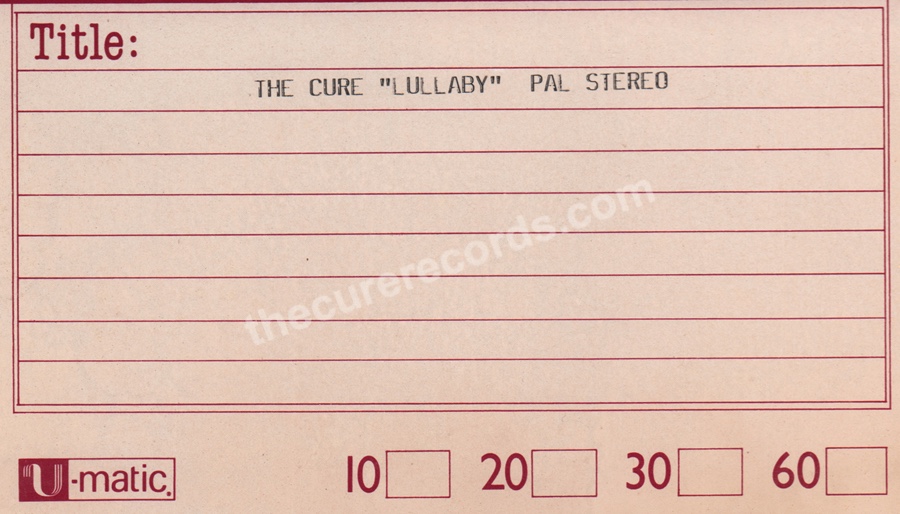 Title:
THE CURE "LULLABY" PAL STEREO
thecurerecords.com
U-matic.
10 20 30 60